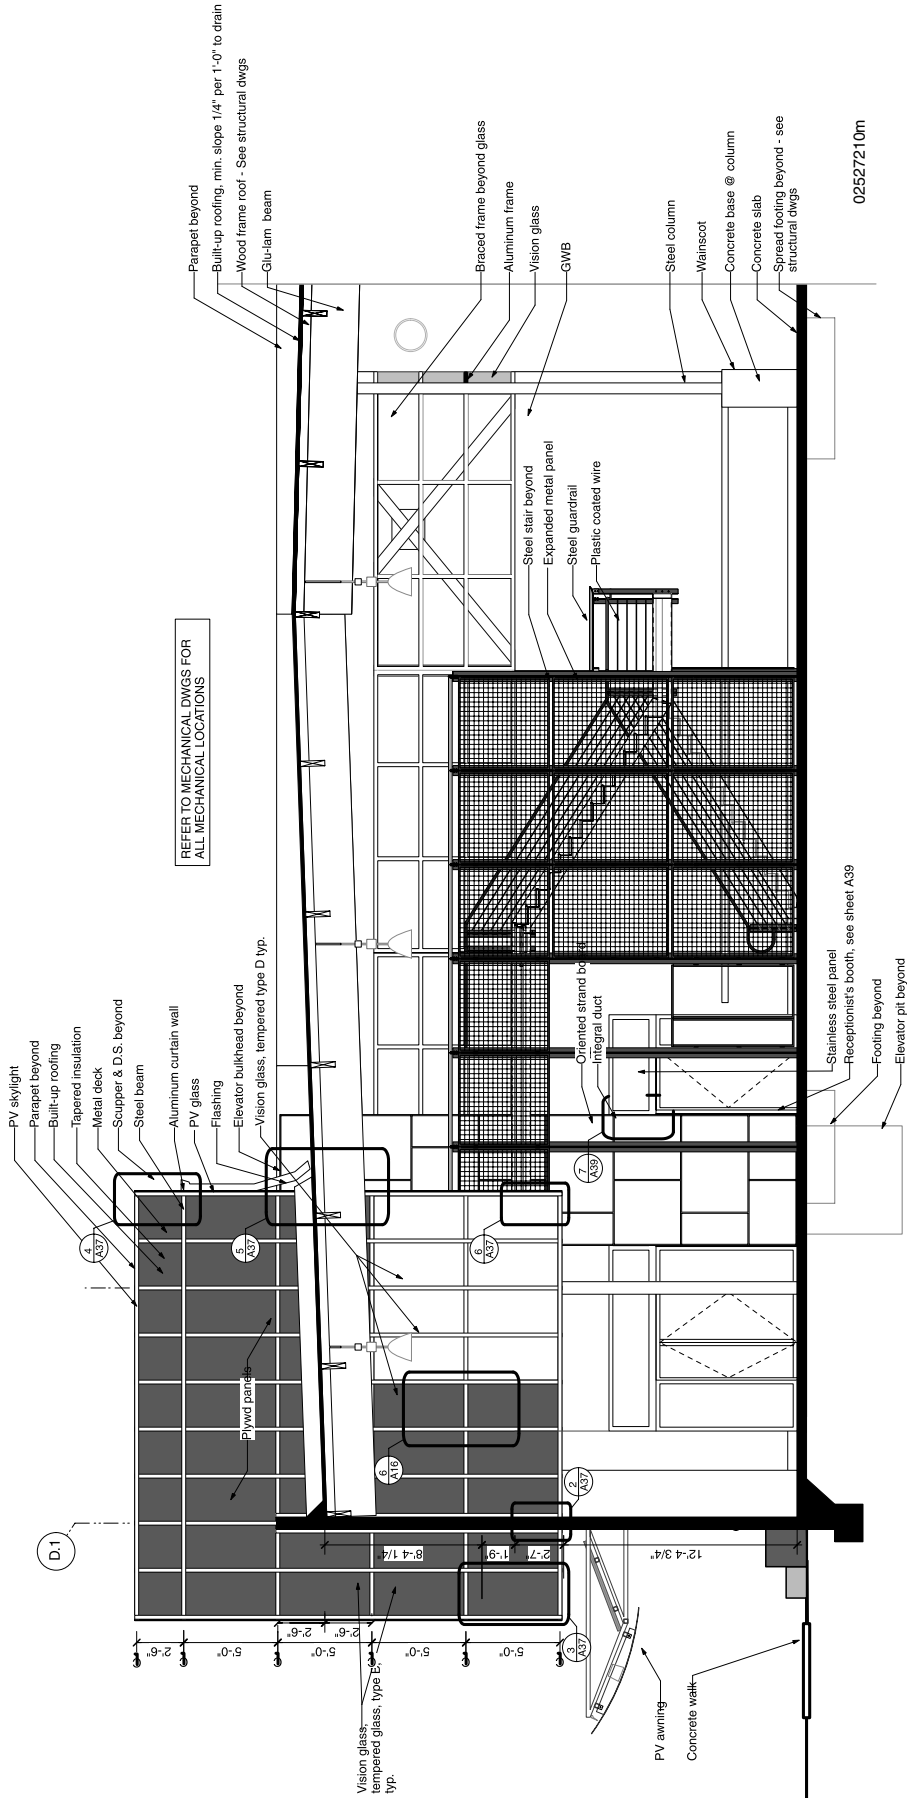 PV skylight
Parapet beyond
Built-up roofing
Tapered insulation
Metal deck
Scupper & D.S. beyond
Steel beam
Aluminum curtain wall
PV glass
Flashing
Elevator bulkhead beyond
Vision glass, tempered type D typ.
REFER TO MECHANICAL DWGS FOR
ALL MECHANICAL LOCATIONS
Parapet beyond
Built-up roofing, min. slope 1/4" per 1'-0" to drain
Wood frame roof - See structural dwgs
Glu-lam beam
Braced frame beyond glass
Aluminum frame
Vision glass
GWB
Steel column
Wainscot
Concrete base @ column
Concrete slab
Spread footing beyond - see
structural dwgs
02527210m
Steel stair beyond
Expanded metal panel
Steel guardrail
Plastic coated wire
Oriented strand board
Integral duct
Stainless steel panel
Receptionist's booth, see sheet A39
Footing beyond
Elevator pit beyond
D.1
4
A37
5
A37
6
A37
7
A39
6
A16
2
A37
3
A37
Plywd panels
2'-6"
5'-0"
2'-6"
5'-0"
2'-6"
5'-0"
5'-0"
8'-4 1/4"
1'-9"
2'-7"
12'-4 3/4"
Vision glass,
tempered glass, type E,
typ.
PV awning
Concrete walk